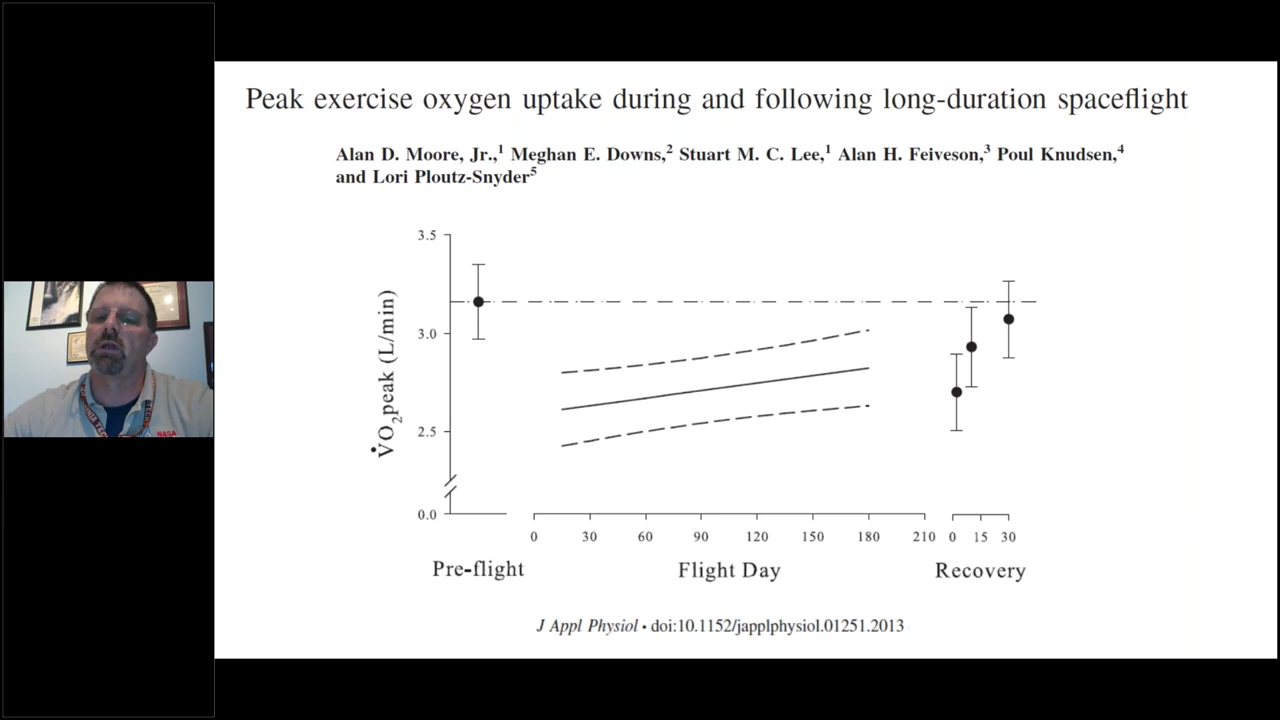 Peak exercise oxygen uptake during and following long-duration spaceflight
Alan D. Moore, Jr.,1 Meghan E. Downs,2 Stuart M. C. Lee,1 Alan H. Feiveson,3 Poul Knudsen,4
and Lori Ploutz-Snyder5
3.5
3.0
2.5
0.0
V̇O2peak (L/min)
0 30 60 90 120 150 180 210 0 15 30
Pre-flight Flight Day Recovery
J Appl Physiol • doi:10.1152/japplphysiol.01251.2013
NASA